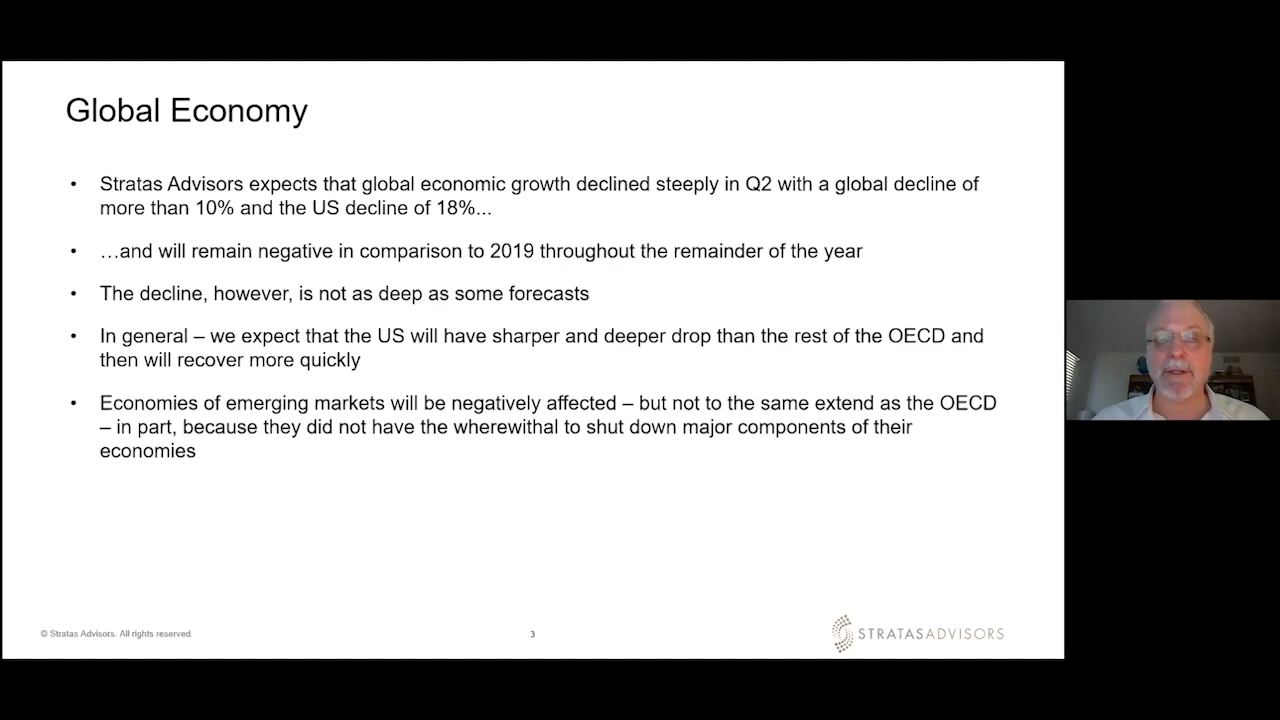 Global Economy
• Stratas Advisors expects that global economic growth declined steeply in Q2 with a global decline of
more than 10% and the US decline of 18%...
• …and will remain negative in comparison to 2019 throughout the remainder of the year
• The decline, however, is not as deep as some forecasts
• In general – we expect that the US will have sharper and deeper drop than the rest of the OECD and
then will recover more quickly
• Economies of emerging markets will be negatively affected – but not to the same extend as the OECD
– in part, because they did not have the wherewithal to shut down major components of their
economies
© Stratas Advisors. All rights reserved.
3
STRATASADVISORS